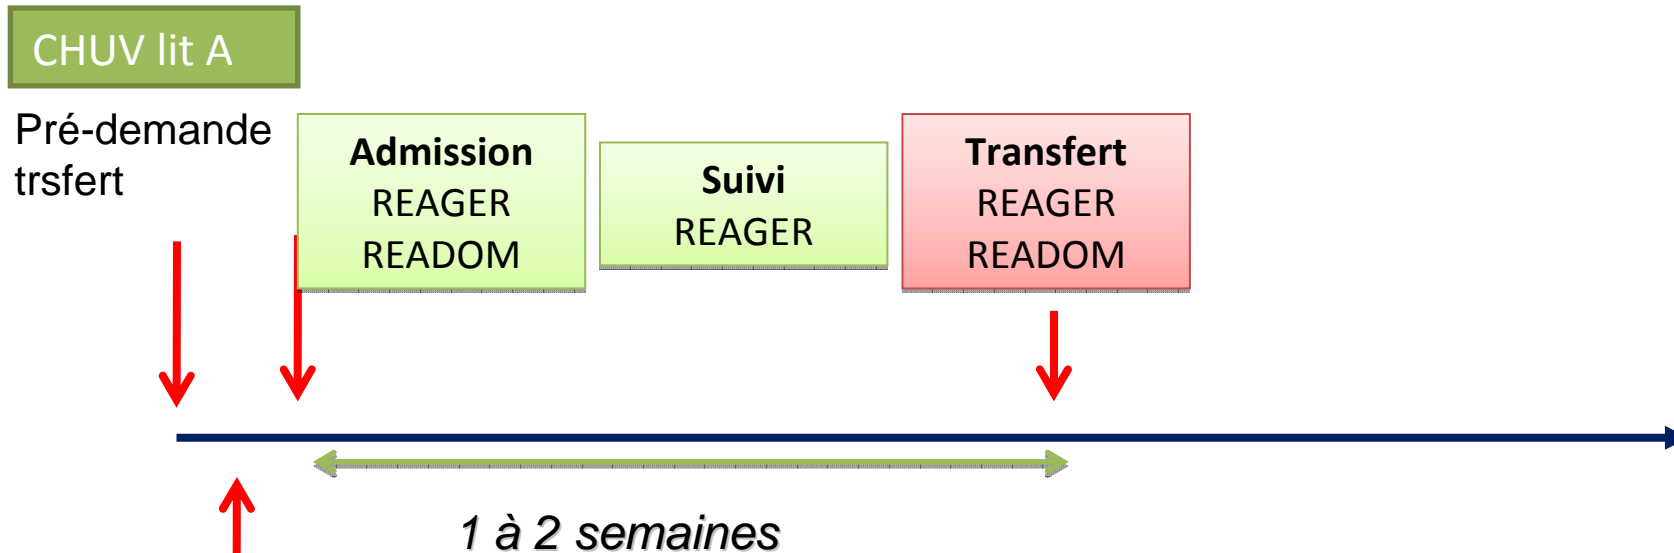 CHUV lit A
Pré-demande
trsfert
Admission
REAGER
READOM
Suivi
REAGER
Transfert
REAGER
READOM
1 à 2 semaines